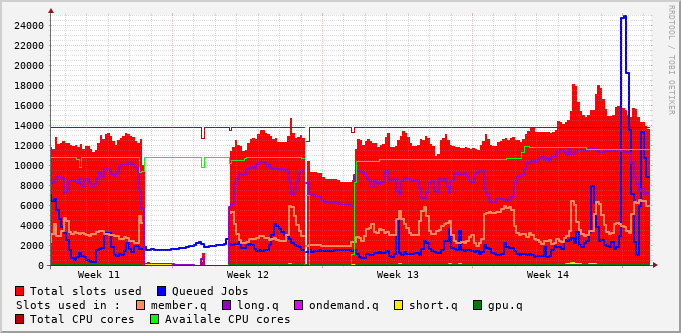 24000
22000
20000
18000
16000
14000
12000
10000
8000
6000
4000
2000
0
Week 11 Week 12 Week 13 Week 14
RRDTOOL / TOBI OETIKER
Total slots used Queued Jobs
Slots used in : member.q long.q ondemand.q short.q gpu.q
Total CPU cores Availale CPU cores